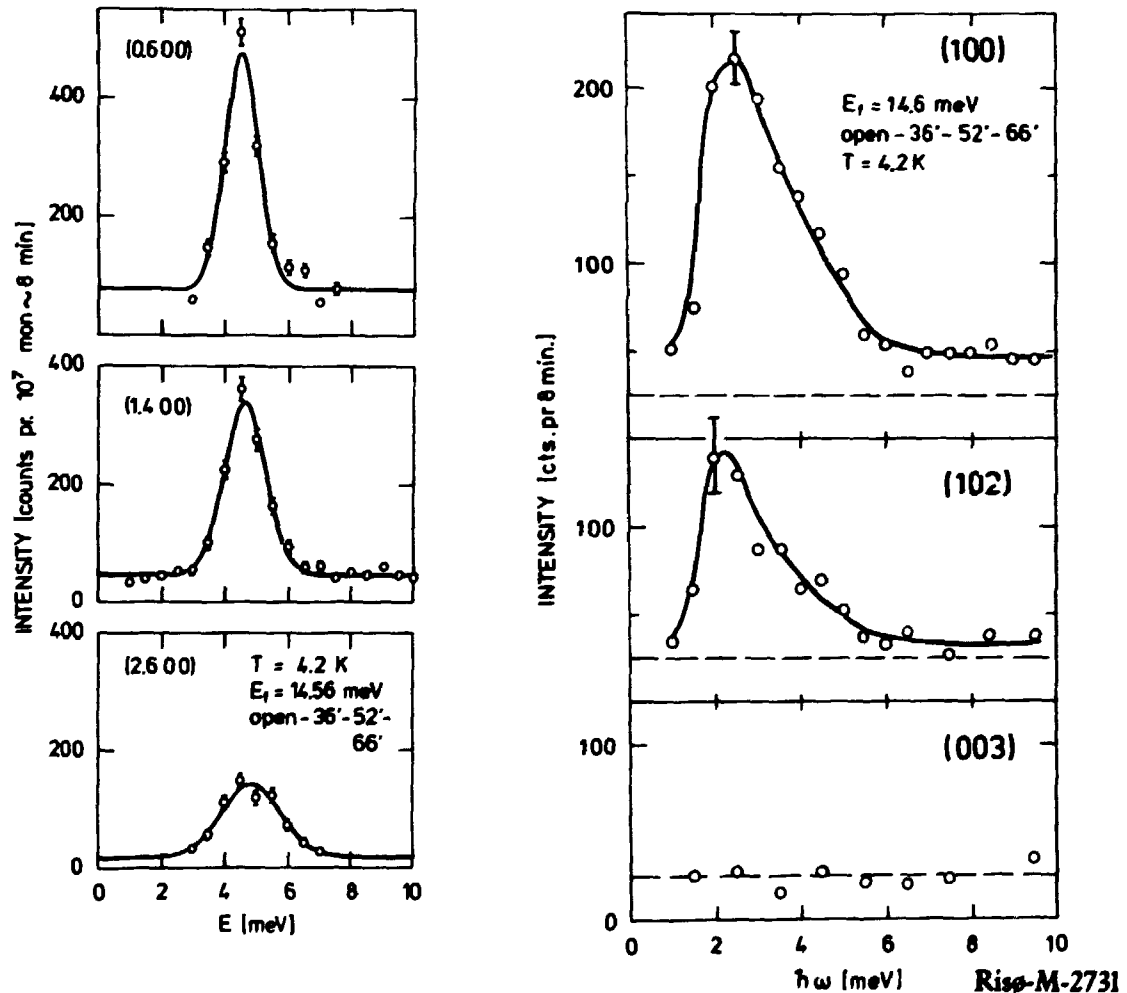 (0.6 0 0)
400
200
INTENSITY [counts pr. 10⁷ mon ~ 8 min]
400
(1.4 0 0)
200
0
400
(2.6 0 0)
T = 4.2 K
E_f = 14.56 meV
open - 36' - 52' -
66'
200
0
0 2 4 6 8 10
E [meV]
(100)
200
E_f = 14.6 meV
open - 36' - 52' - 66'
T = 4.2 K
100
INTENSITY [cts. pr 8 min.]
(102)
100
(003)
100
0
0 2 4 6 8 10
ħω [meV]
Risø-M-2731